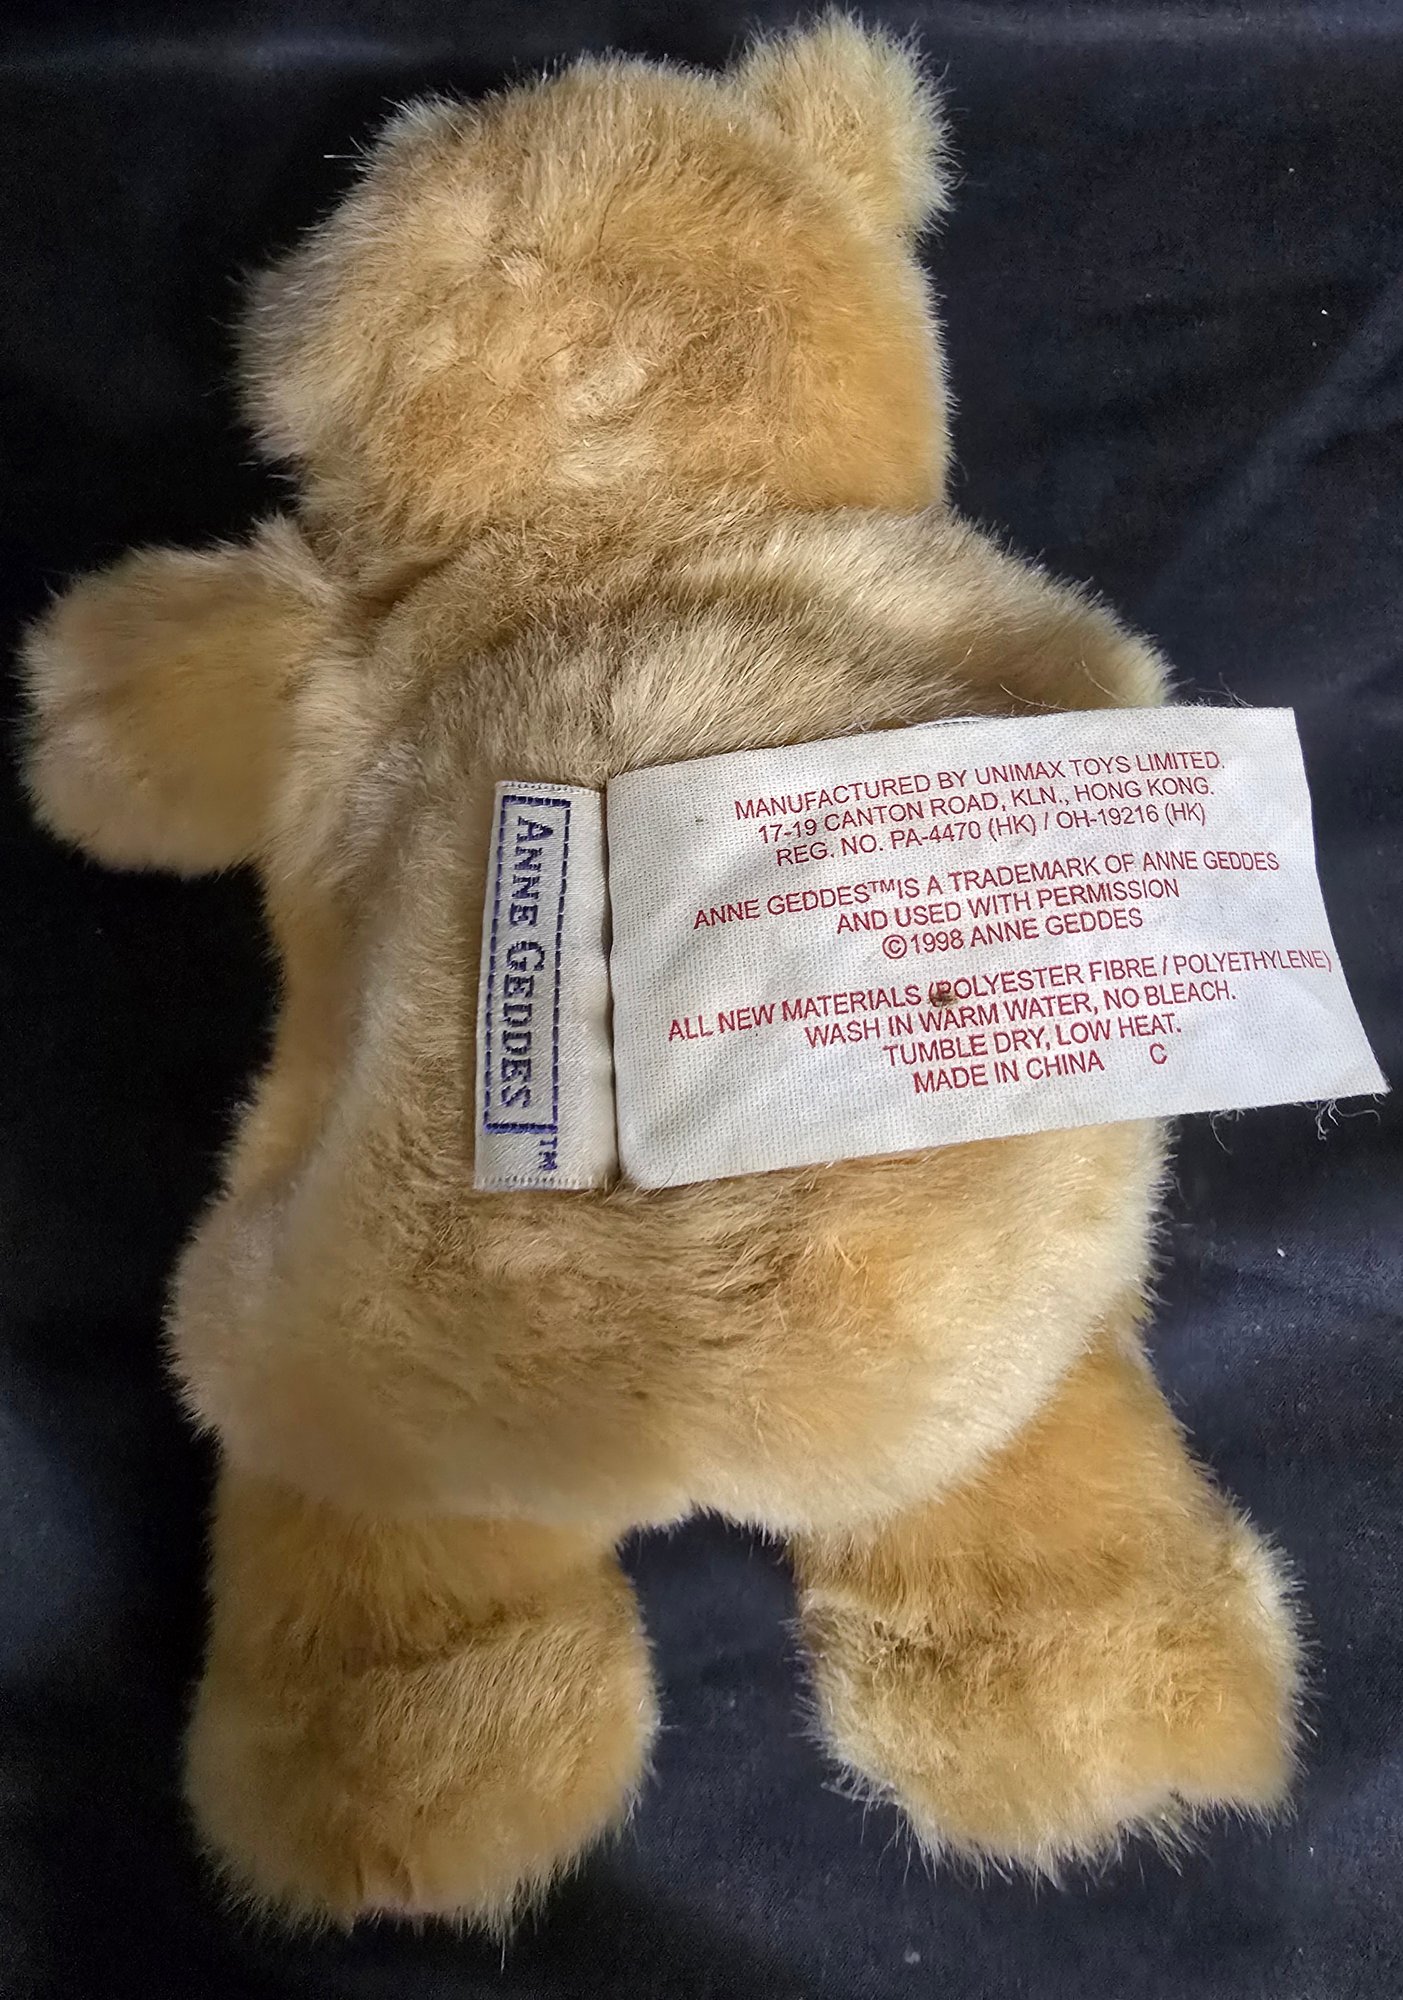 ANNE GEDDES™
MANUFACTURED BY UNIMAX TOYS LIMITED.
17-19 CANTON ROAD, KLN., HONG KONG.
REG. NO. PA-4470 (HK) / OH-19216 (HK)
ANNE GEDDES™IS A TRADEMARK OF ANNE GEDDES
AND USED WITH PERMISSION
©1998 ANNE GEDDES
ALL NEW MATERIALS (POLYESTER FIBRE / POLYETHYLENE)
WASH IN WARM WATER, NO BLEACH.
TUMBLE DRY, LOW HEAT.
MADE IN CHINA C